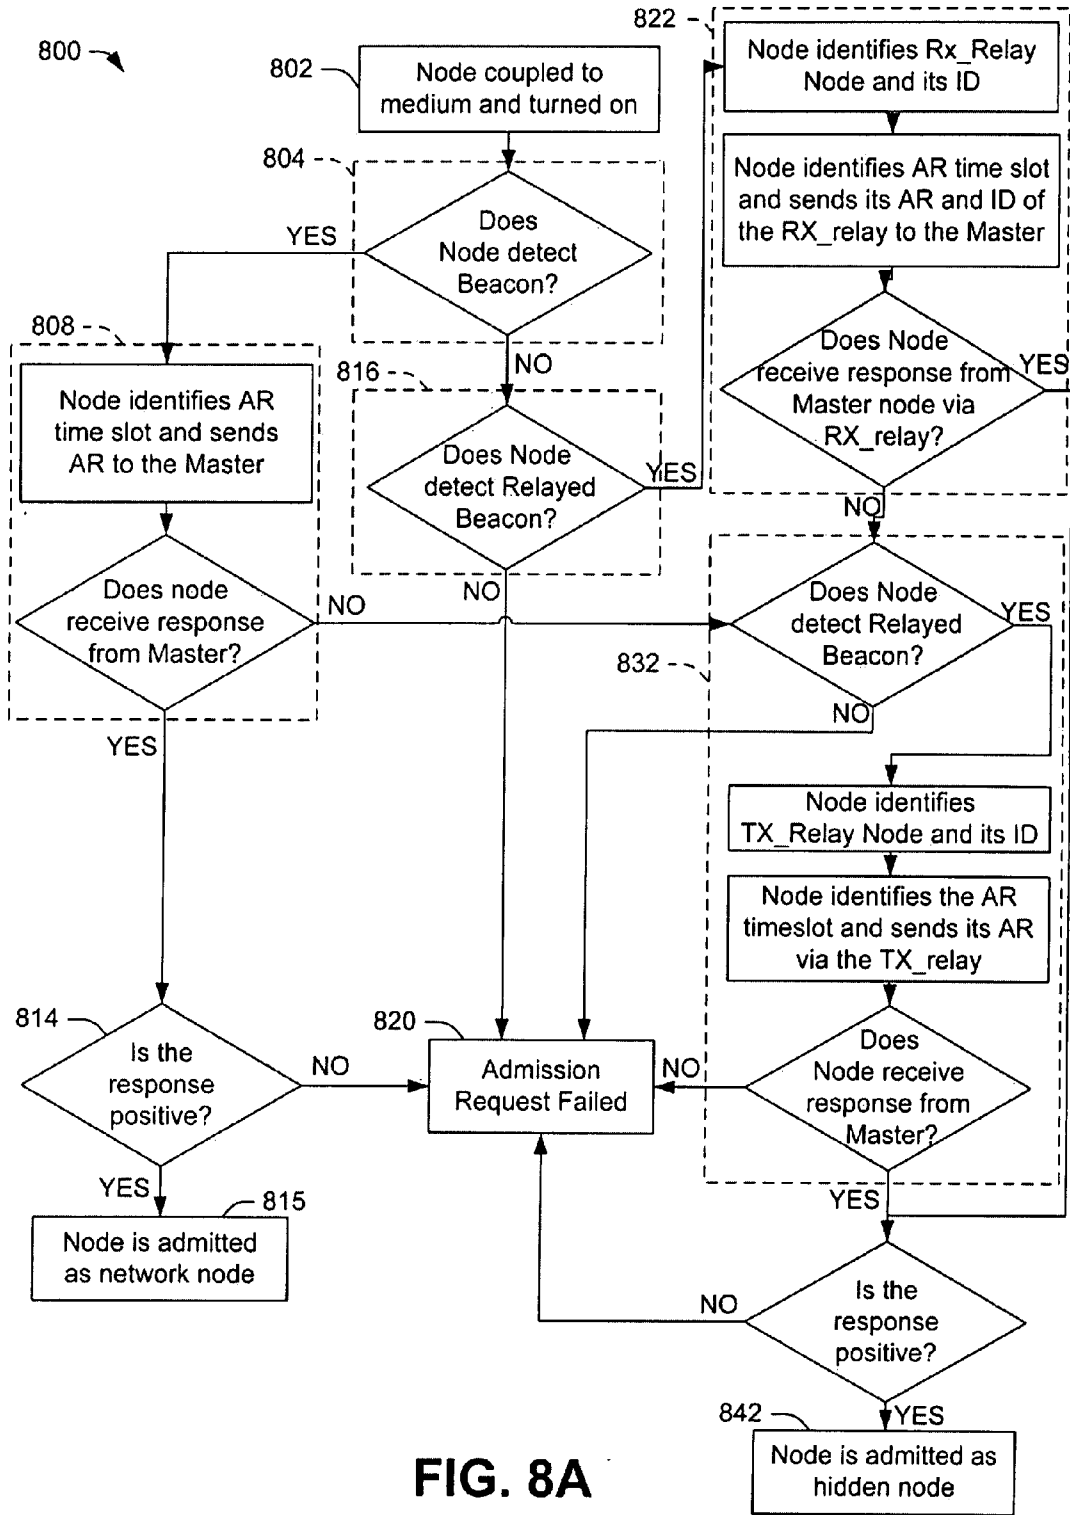 800
802
Node coupled to
medium and turned on
804
Does
Node detect
Beacon?
YES
NO
808
Node identifies AR
time slot and sends
AR to the Master
Does node
receive response
from Master?
NO
YES
816
Does Node
detect Relayed
Beacon?
YES
NO
822
Node identifies Rx_Relay
Node and its ID
Node identifies AR time slot
and sends its AR and ID of
the RX_relay to the Master
Does Node
receive response from
Master node via
RX_relay?
YES
NO
832
Does Node
detect Relayed
Beacon?
YES
NO
Node identifies
TX_Relay Node and its ID
Node identifies the AR
timeslot and sends its AR
via the TX_relay
Does
Node receive
response from
Master?
NO
YES
814
Is the
response
positive?
NO
YES
815
Node is admitted
as network node
820
Admission
Request Failed
Is the
response
positive?
NO
YES
842
Node is admitted as
hidden node
FIG. 8A